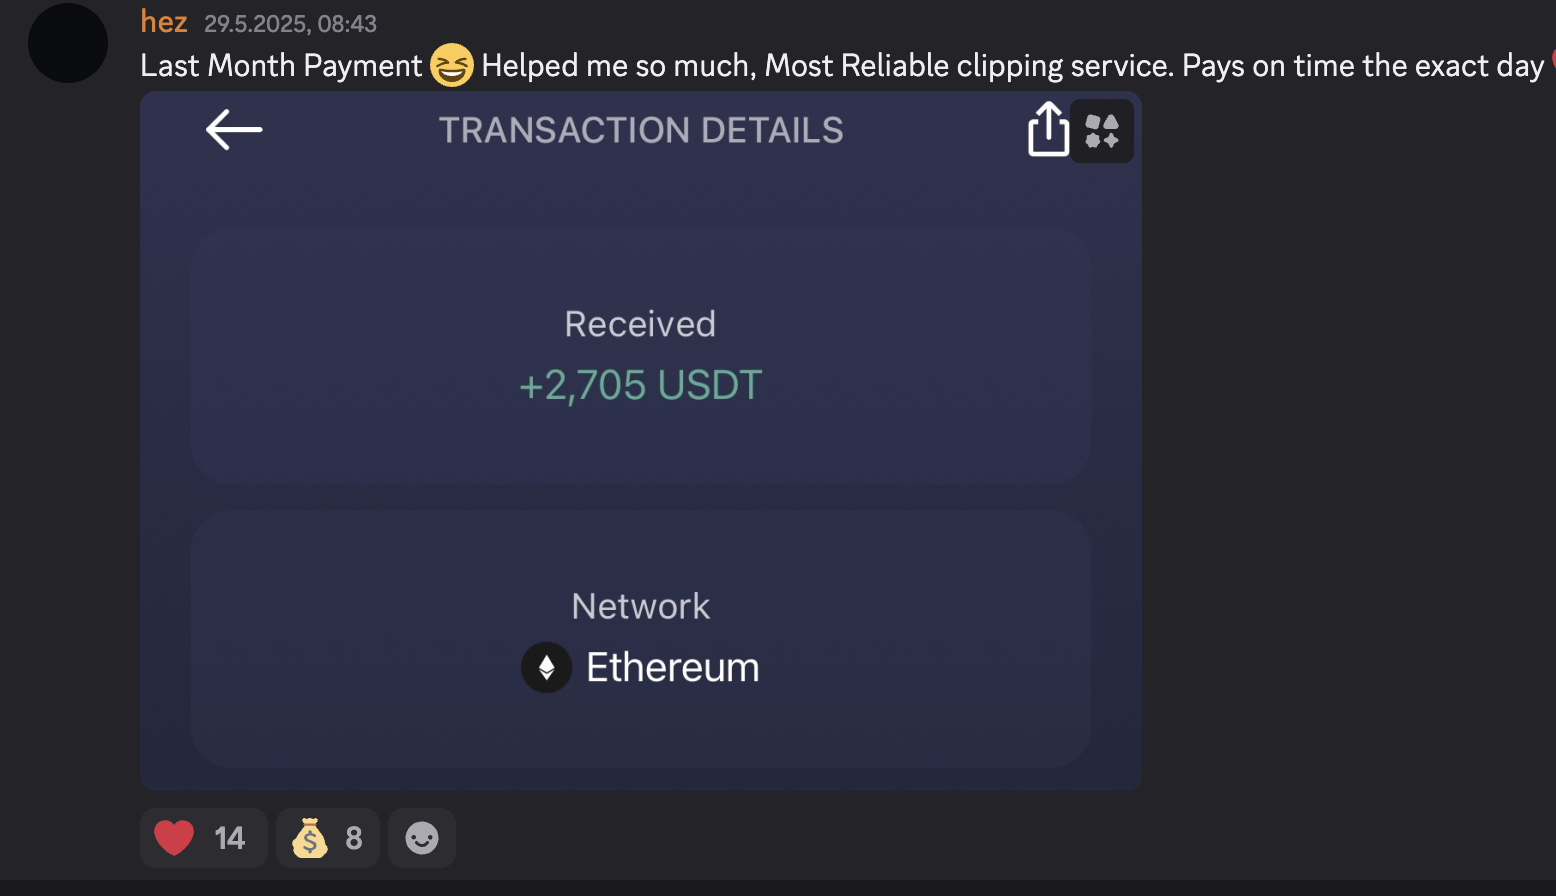 hez 29.5.2025, 08:43
Last Month Payment 😆 Helped me so much, Most Reliable clipping service. Pays on time the exact day
TRANSACTION DETAILS
Received
+2,705 USDT
Network
Ethereum
14 8